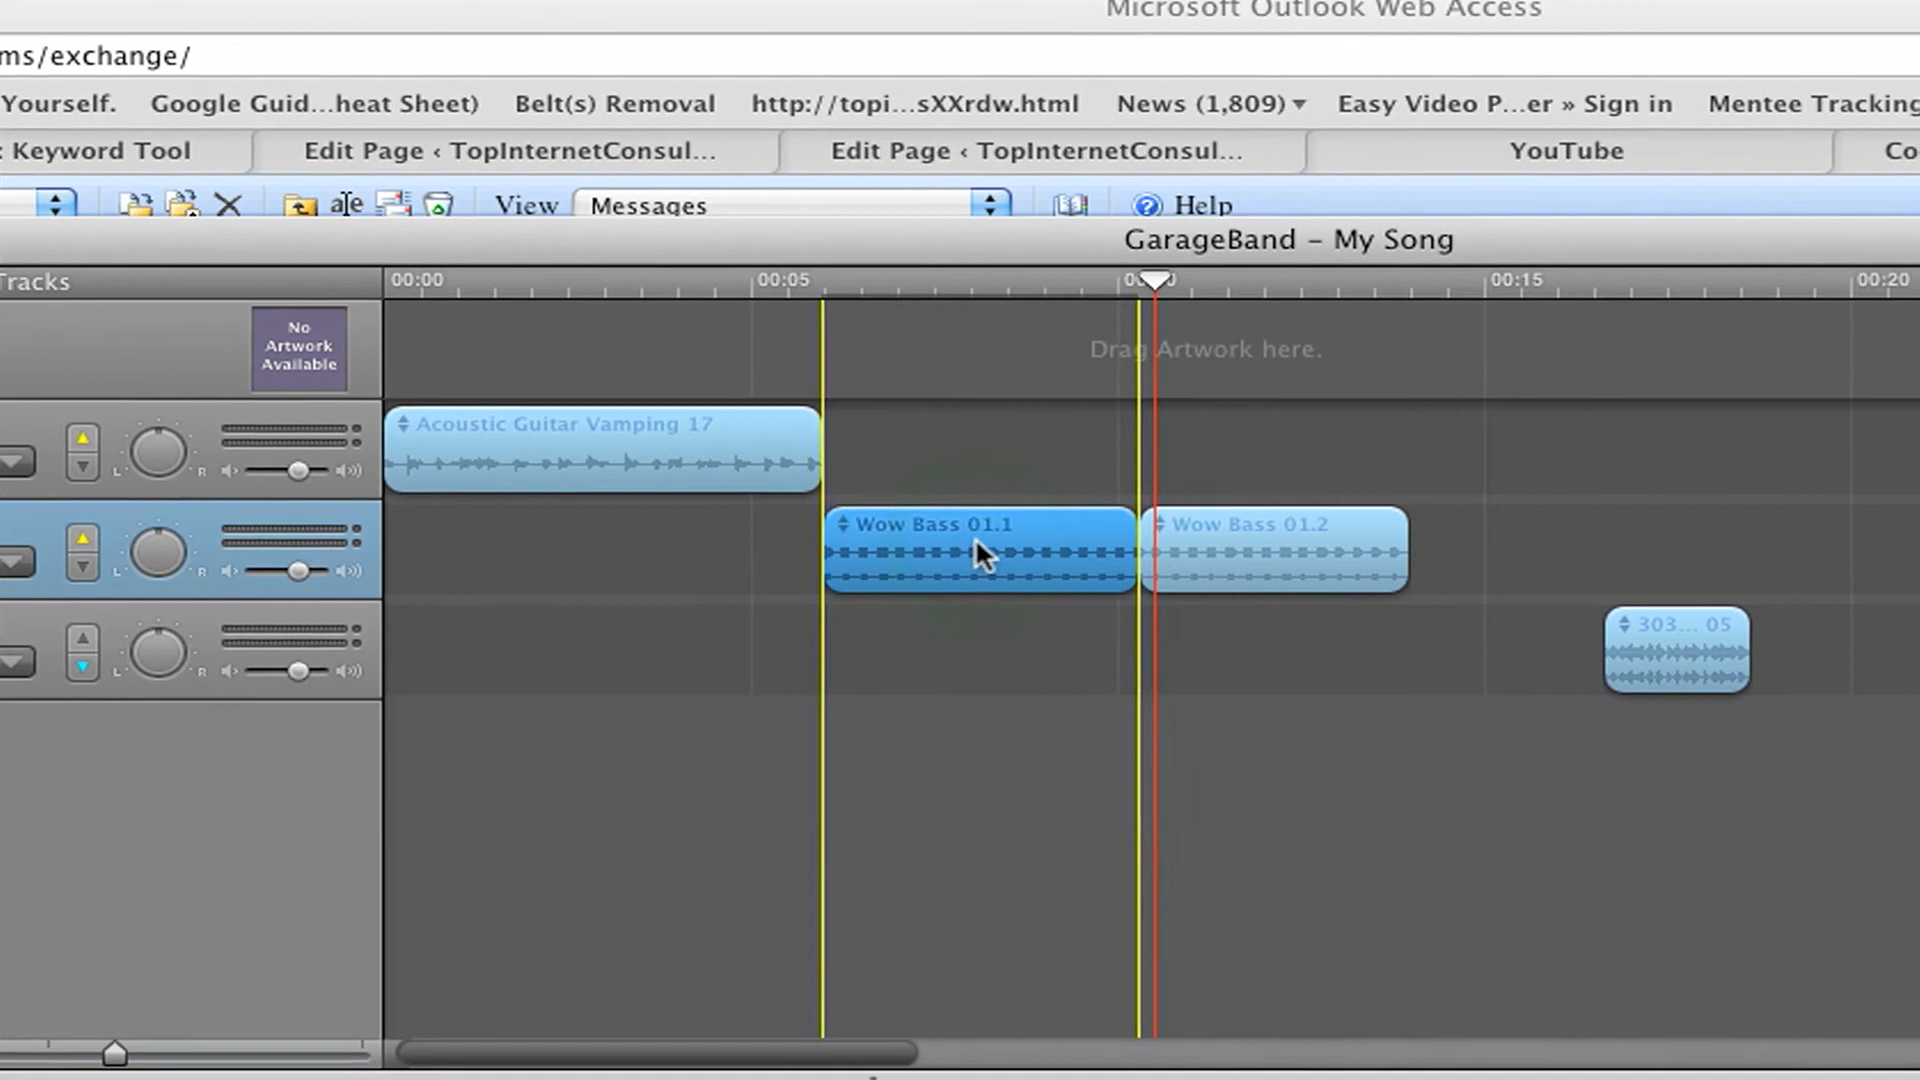 Microsoft Outlook Web Access
ms/exchange/
Yourself. Google Guid...heat Sheet) Belt(s) Removal http://topi...sXXrdw.html News (1,809) Easy Video P...er » Sign in Mentee Tracking
: Keyword Tool Edit Page ‹ TopInternetConsul... Edit Page ‹ TopInternetConsul... YouTube Co
aIe View Messages ? Help
GarageBand – My Song
Tracks 00:00 00:05 00:15 00:20
No
Artwork
Available
Drag Artwork here.
Acoustic Guitar Vamping 17
L R
Wow Bass 01.1 Wow Bass 01.2
L R
303... 05
L R